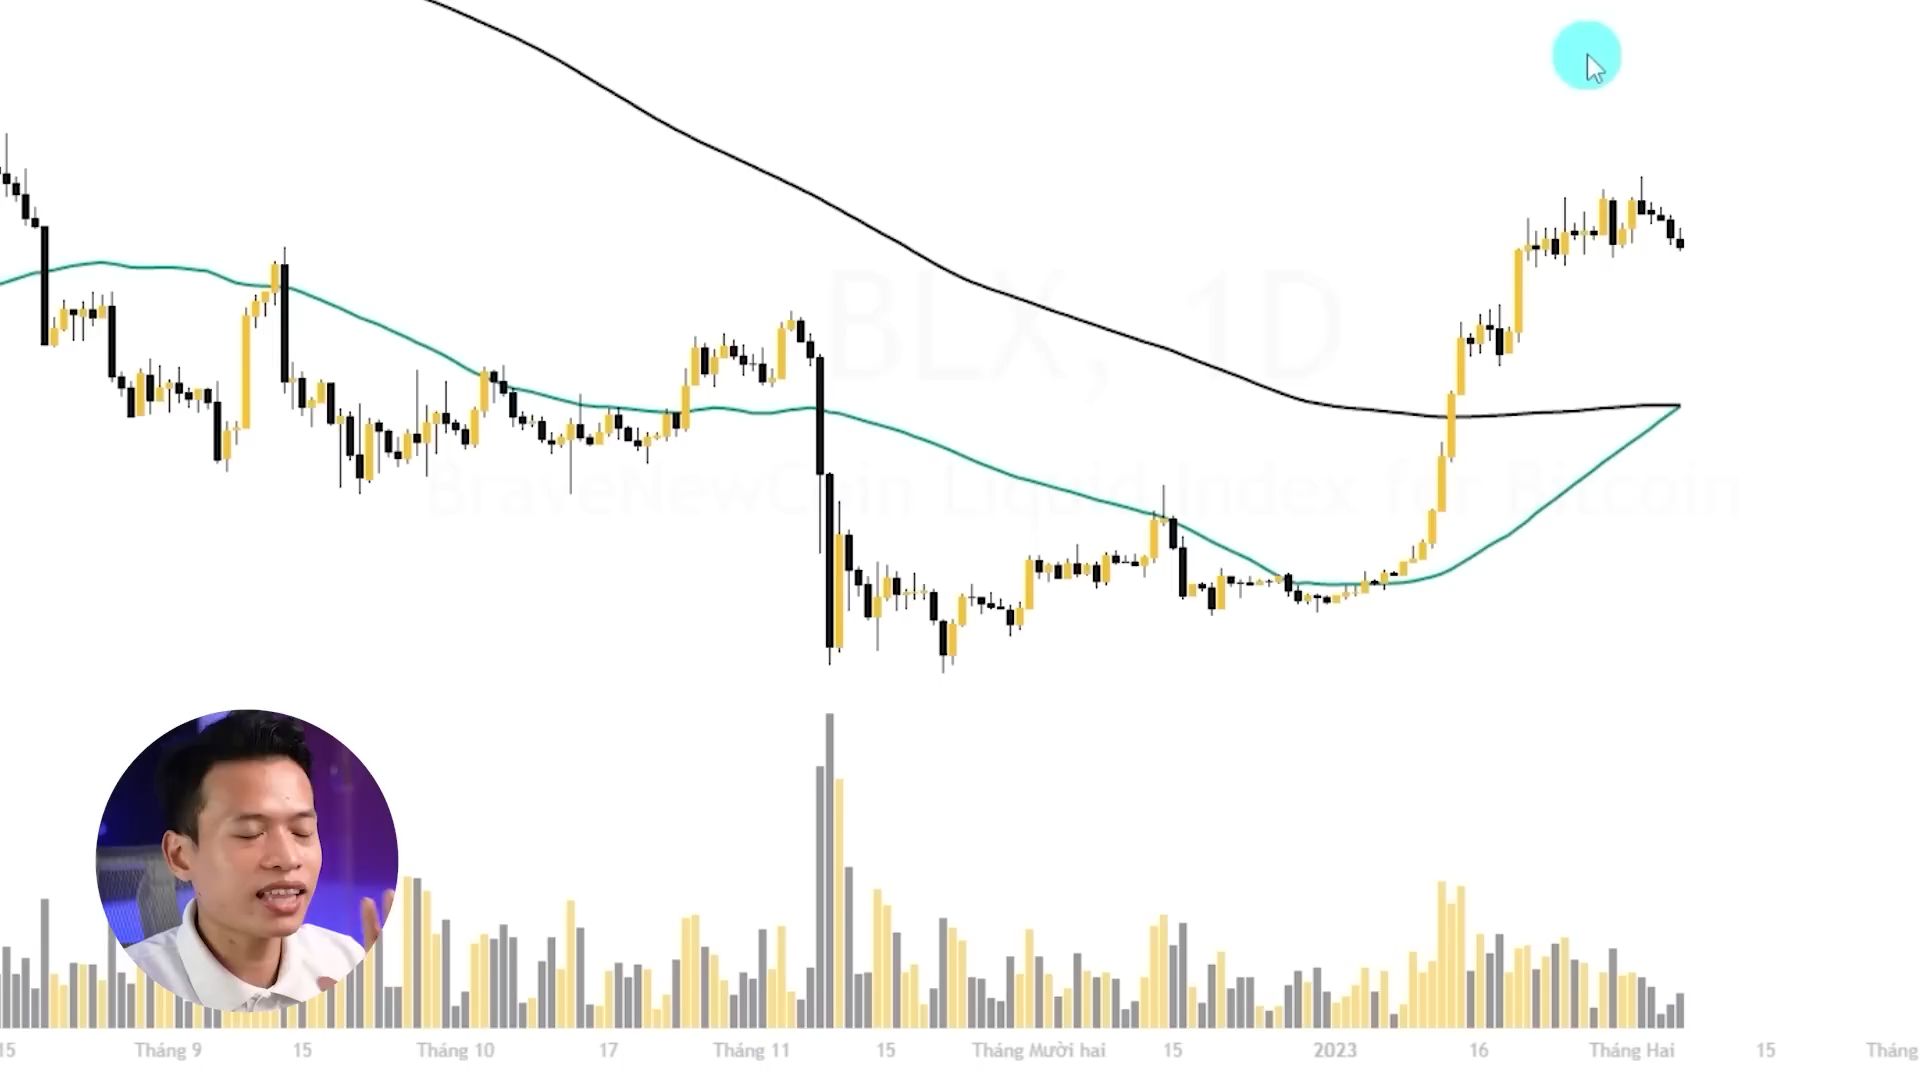 BLX, 1D
BraveNewCoin Liquid Index for Bitcoin
15 Tháng 9 15 Tháng 10 17 Tháng 11 15 Tháng Mười hai 15 2023 16 Tháng Hai 15 Tháng